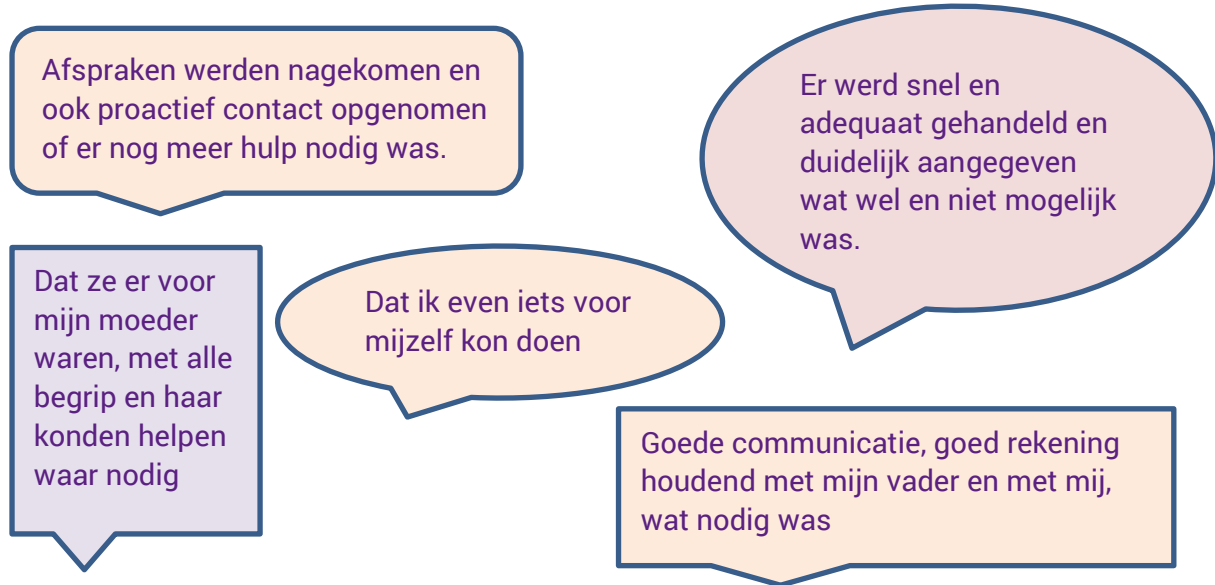 Afspraken werden nagekomen en
ook proactief contact opgenomen
of er nog meer hulp nodig was.
Er werd snel en
adequaat gehandeld en
duidelijk aangegeven
wat wel en niet mogelijk
was.
Dat ze er voor
mijn moeder
waren, met alle
begrip en haar
konden helpen
waar nodig
Dat ik even iets voor
mijzelf kon doen
Goede communicatie, goed rekening
houdend met mijn vader en met mij,
wat nodig was